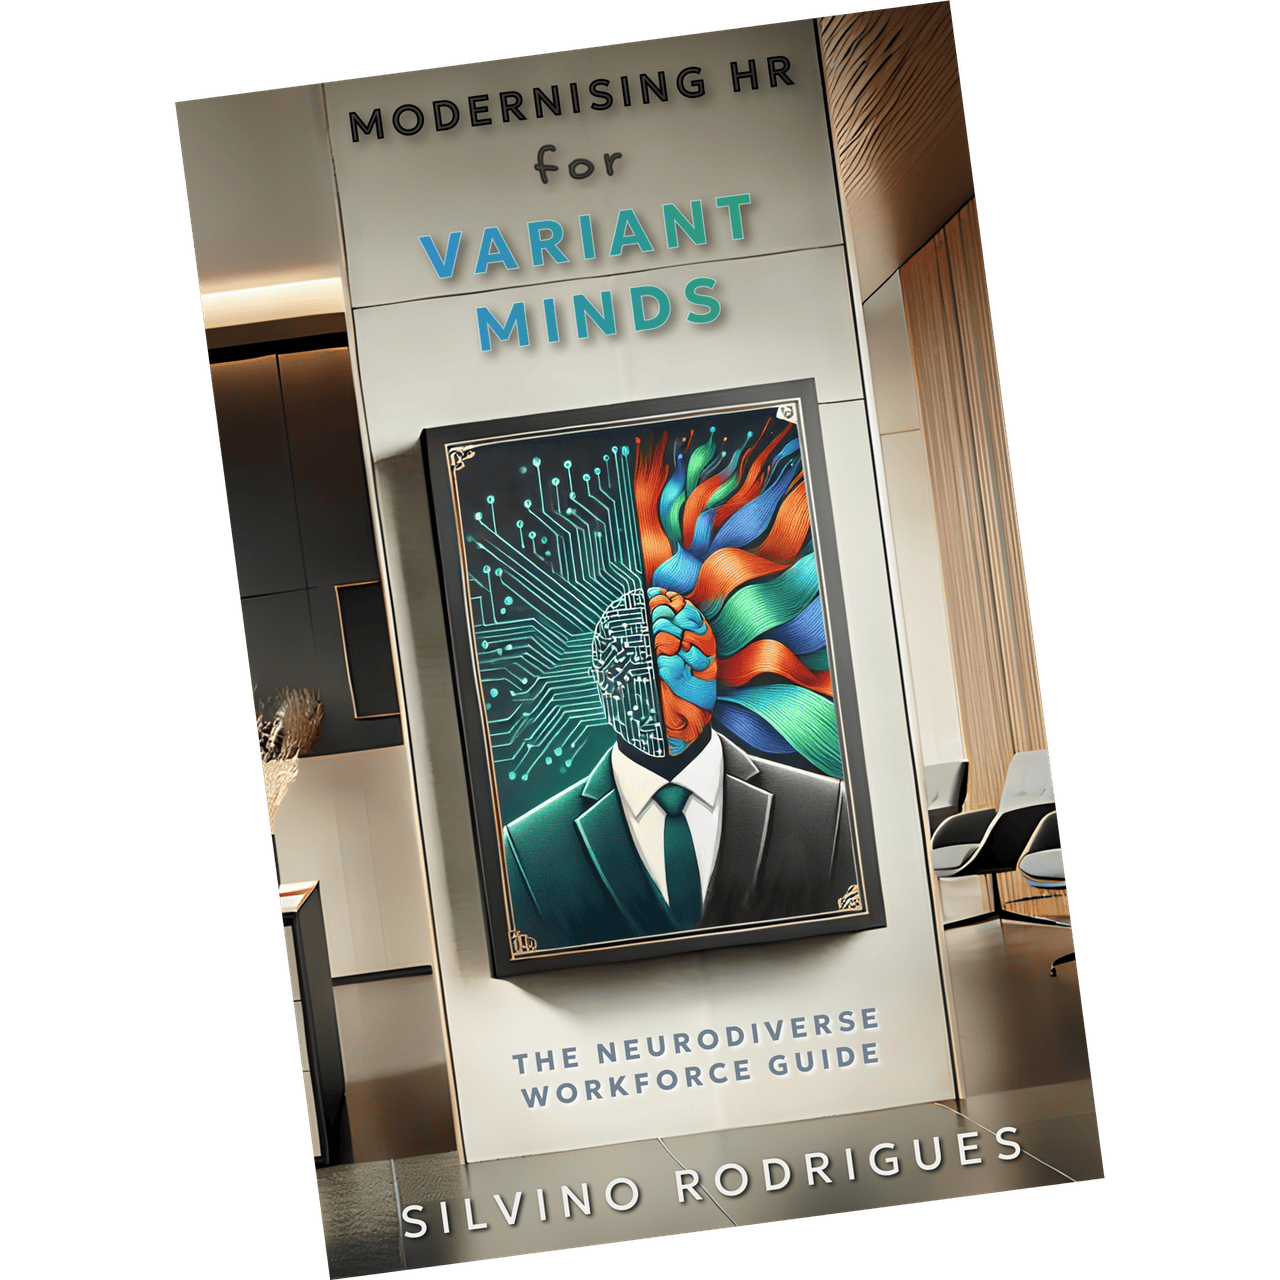 MODERNISING HR
for
VARIANT
MINDS
THE NEURODIVERSE
WORKFORCE GUIDE
SILVINO RODRIGUES